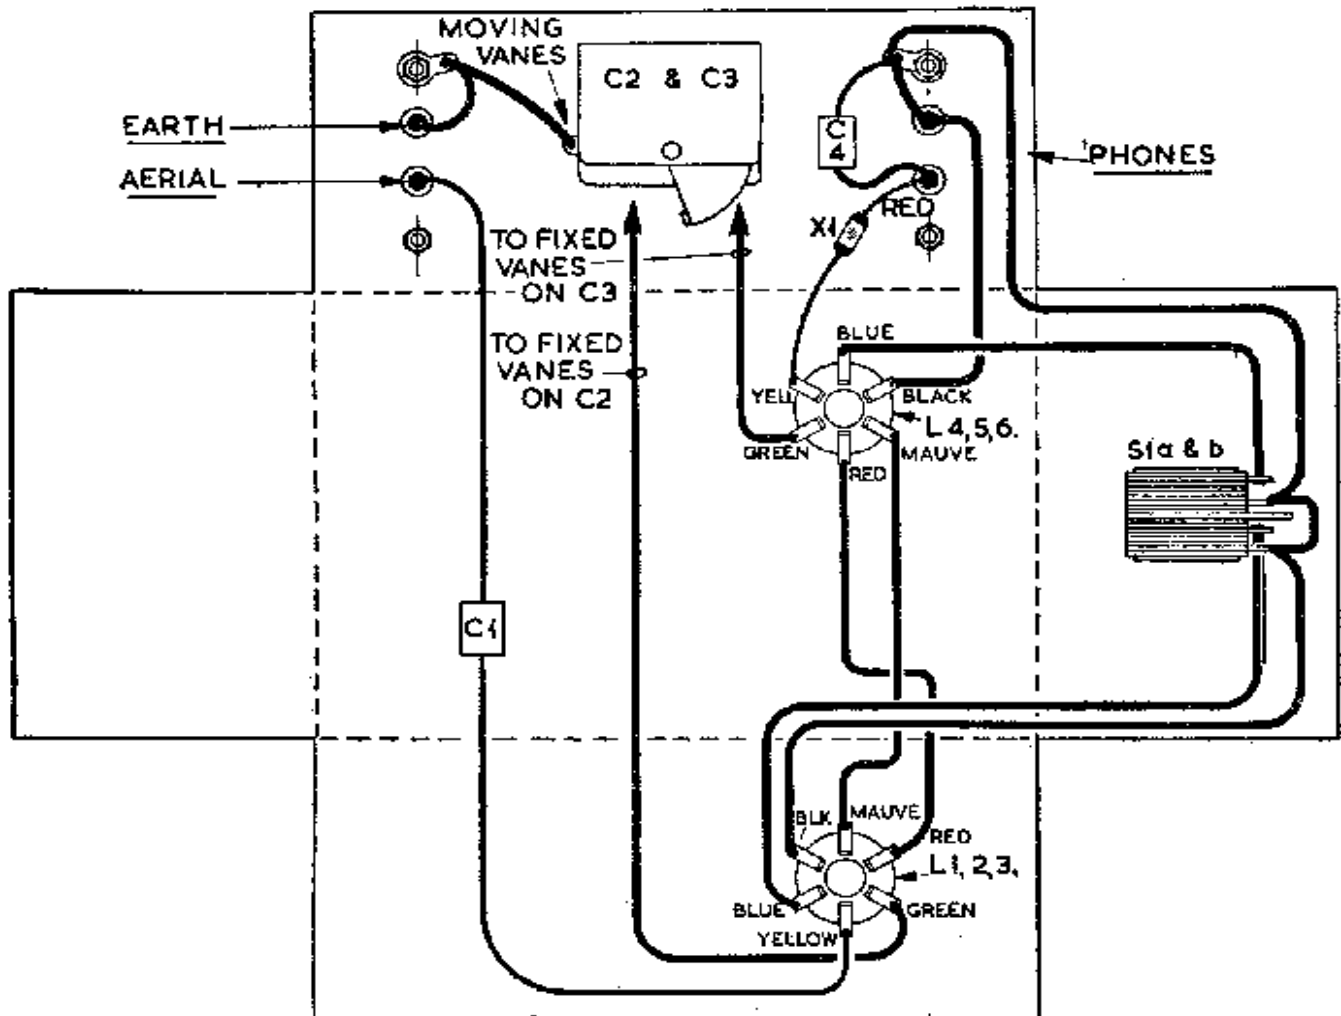 MOVING
VANES
C2 & C3
EARTH
AERIAL
C
4
PHONES
RED
X1
TO FIXED
VANES
ON C3
TO FIXED
VANES
ON C2
BLUE
YELL
BLACK
L4,5,6.
GREEN
MAUVE
RED
S1a & b
C1
BLK
MAUVE
RED
L1,2,3.
BLUE
GREEN
YELLOW